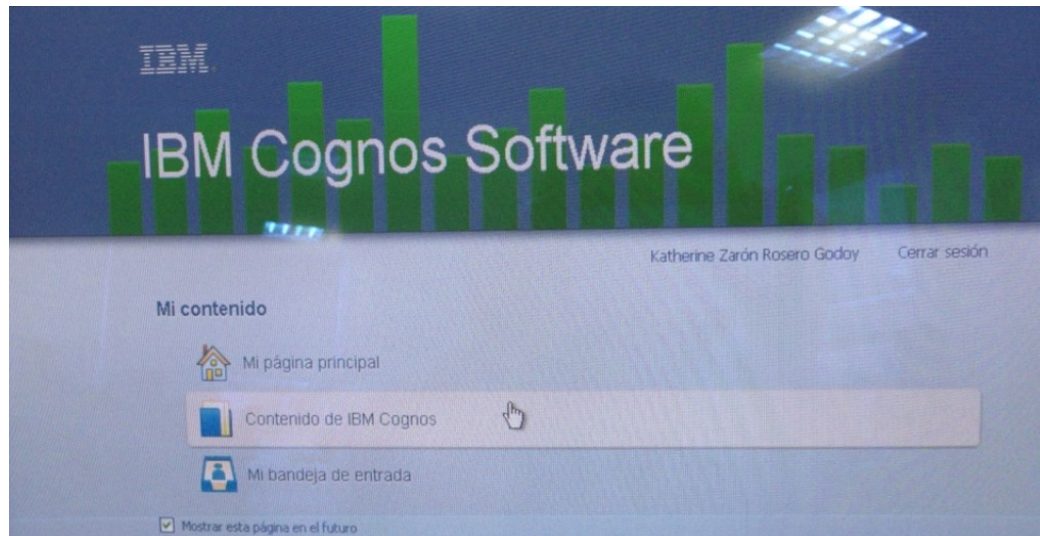 IBM.
IBM Cognos Software
Katherine Zarón Rosero Godoy Cerrar sesión
Mi contenido
Mi página principal
Contenido de IBM Cognos
Mi bandeja de entrada
Mostrar esta página en el futuro